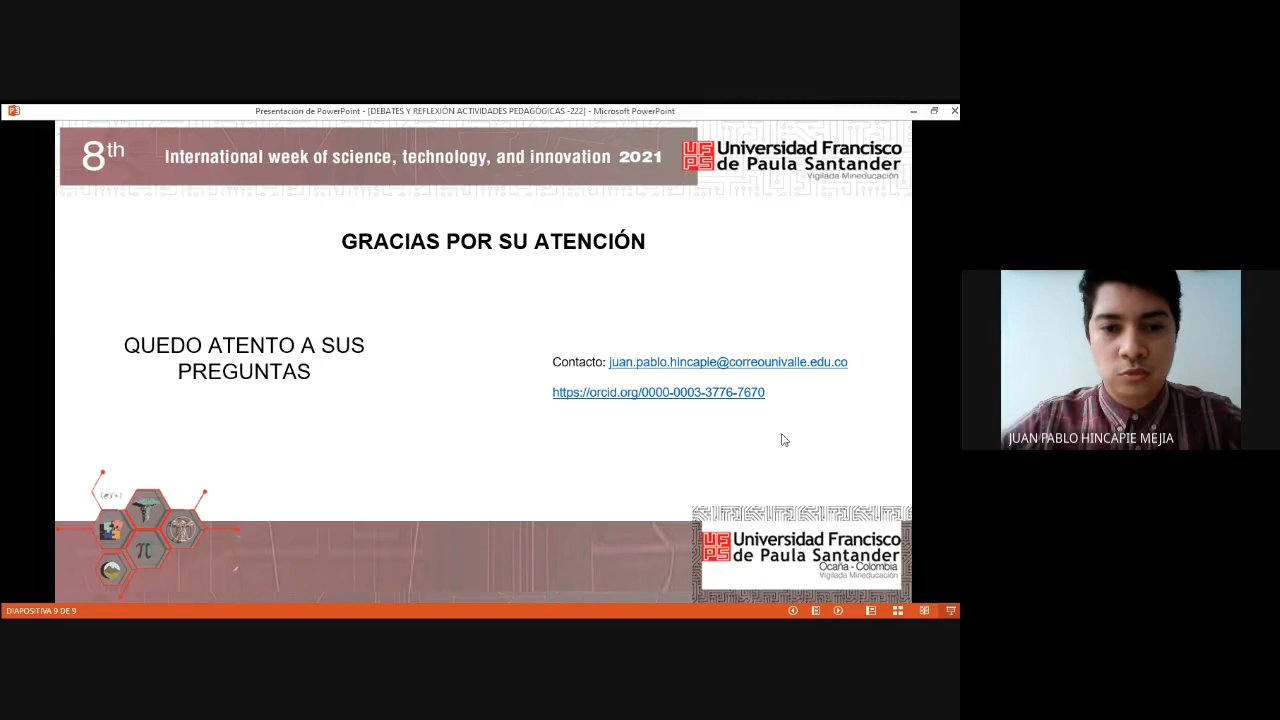 Presentación de PowerPoint - [DEBATES Y REFLEXIÓN ACTIVIDADES PEDAGÓGICAS -222] - Microsoft PowerPoint
8th
International week of science, technology, and innovation 2021
UFPS
Universidad Francisco
de Paula Santander
Vigilada Mineducación
GRACIAS POR SU ATENCIÓN
QUEDO ATENTO A SUS
PREGUNTAS
Contacto: juan.pablo.hincapie@correounivalle.edu.co
https://orcid.org/0000-0003-3776-7670
JUAN PABLO HINCAPIE MEJIA
π
UFPS
Universidad Francisco
de Paula Santander
Ocaña - Colombia
Vigilada Mineducación
DIAPOSITIVA 9 DE 9